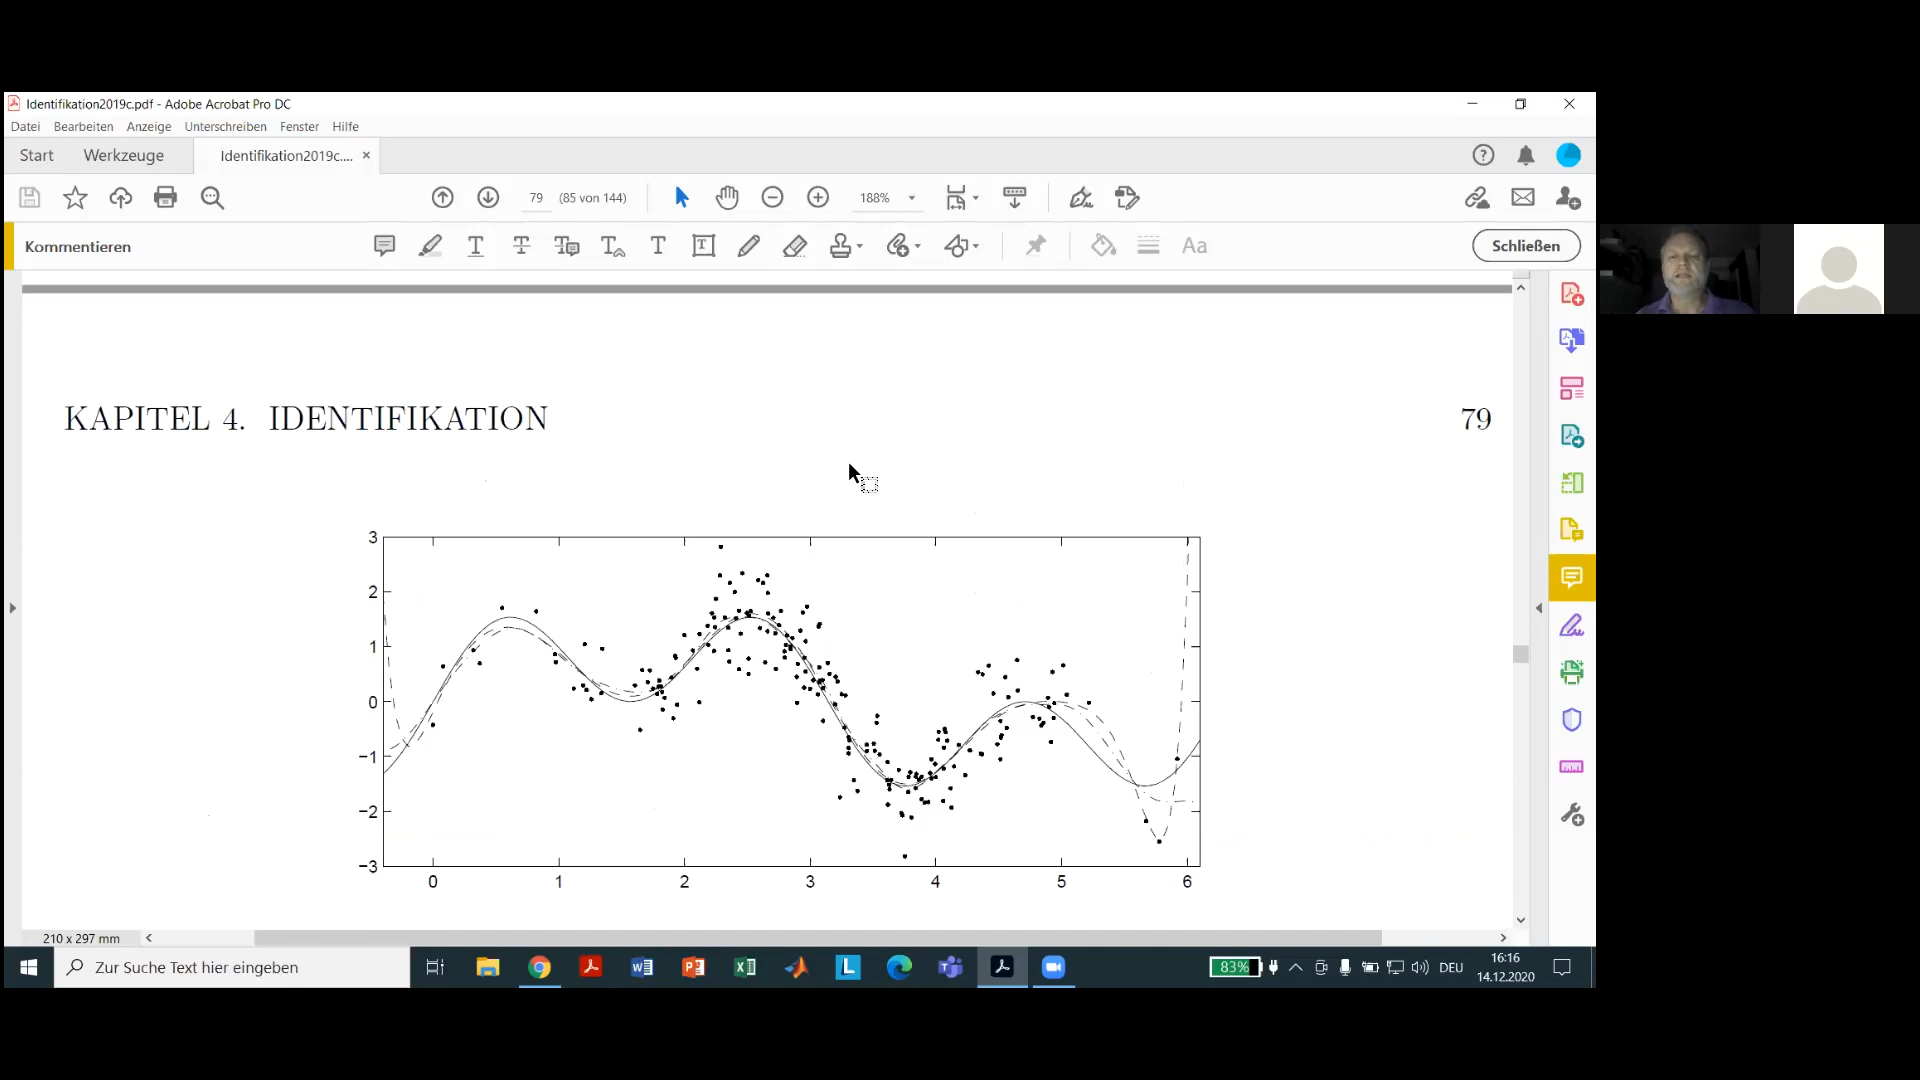 Identifikation2019c.pdf - Adobe Acrobat Pro DC
Datei Bearbeiten Anzeige Unterschreiben Fenster Hilfe
Start Werkzeuge Identifikation2019c.... ×
79 (85 von 144) 188%
Kommentieren Aa Schließen
KAPITEL 4. IDENTIFIKATION 79
3
2
1
0
−1
−2
−3
0 1 2 3 4 5 6
210 x 297 mm
Zur Suche Text hier eingeben 83% DEU 16:16
14.12.2020